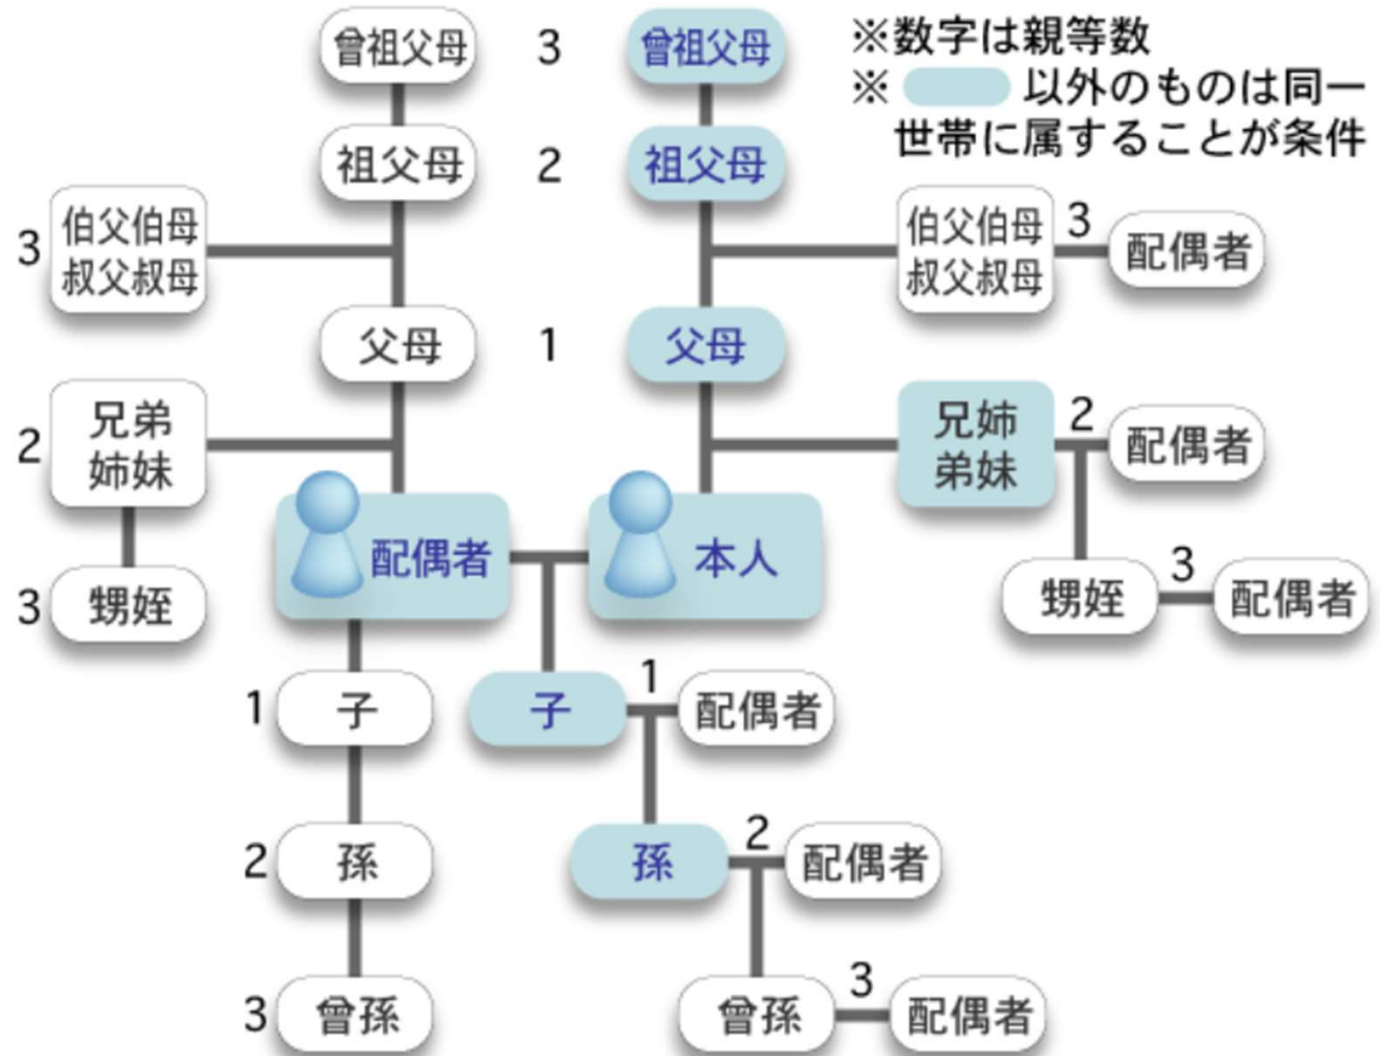 曾祖父母
3
曾祖父母
※数字は親等数
※ 以外のものは同一
世帯に属することが条件
祖父母
2
祖父母
3
伯父伯母
叔父叔母
伯父伯母
叔父叔母
3
配偶者
父母
1
父母
2
兄弟
姉妹
兄姉
弟妹
2
配偶者
配偶者
本人
3
甥姪
甥姪
3
配偶者
1
子
子
1
配偶者
2
孫
孫
2
配偶者
3
曾孫
曾孫
3
配偶者